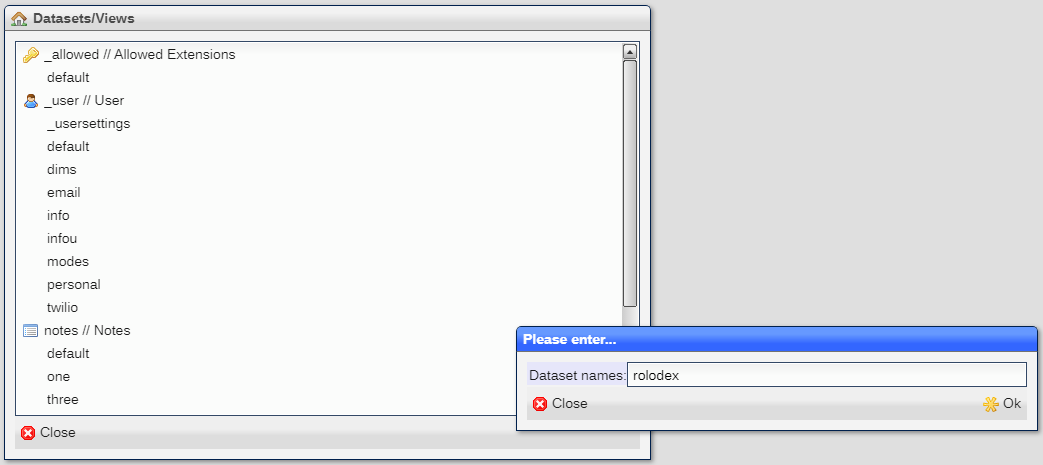 Datasets/Views
_allowed // Allowed Extensions
default
_user // User
_usersettings
default
dims
email
info
infou
modes
personal
twilio
notes // Notes
default
one
three
Close
Please enter...
Dataset names: rolodex
Close Ok